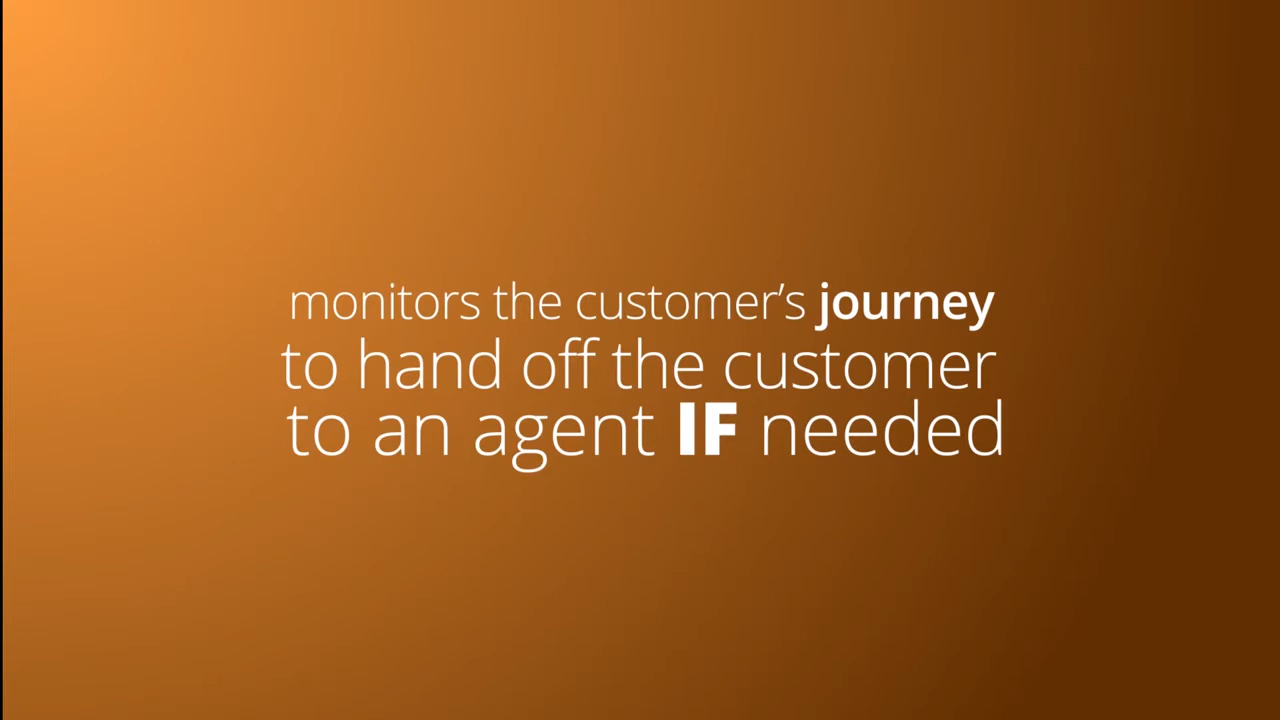 monitors the customer’s journey
to hand off the customer
to an agent IF needed